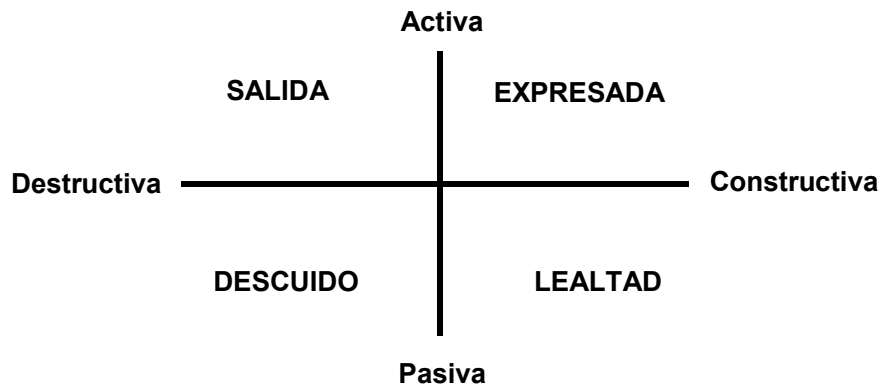 Activa
SALIDA EXPRESADA
Destructiva Constructiva
DESCUIDO LEALTAD
Pasiva